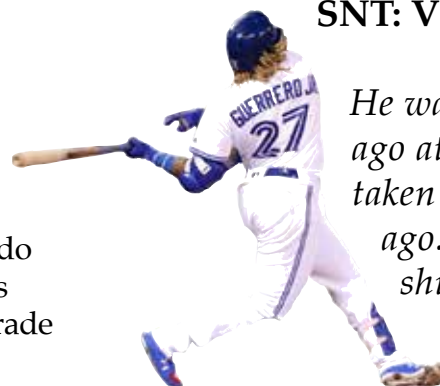 SNT: V
GUERRERO JR
27
He wa
ago at
taken
ago.
shi
do
s
rade